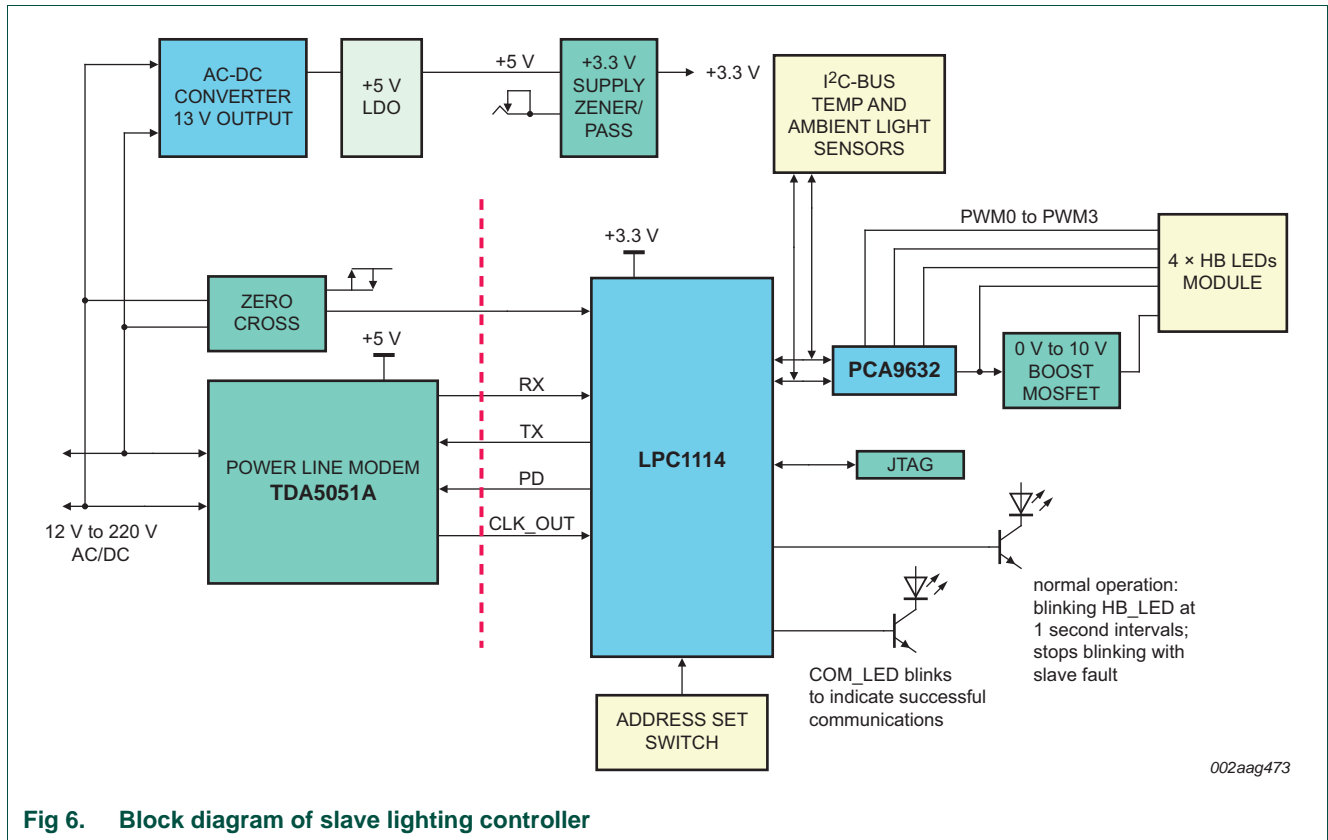 AC-DC
CONVERTER
13 V OUTPUT
+5 V
LDO
+5 V
+3.3 V
SUPPLY
ZENER/
PASS
+3.3 V
I2C-BUS
TEMP AND
AMBIENT LIGHT
SENSORS
PWM0 to PWM3
4 × HB LEDs
MODULE
+3.3 V
ZERO
CROSS
+5 V
PCA9632
0 V to 10 V
BOOST
MOSFET
RX
TX
PD
CLK_OUT
POWER LINE MODEM
TDA5051A
LPC1114
JTAG
12 V to 220 V
AC/DC
normal operation:
blinking HB_LED at
1 second intervals;
stops blinking with
slave fault
COM_LED blinks
to indicate successful
communications
ADDRESS SET
SWITCH
002aag473
Fig 6. Block diagram of slave lighting controller